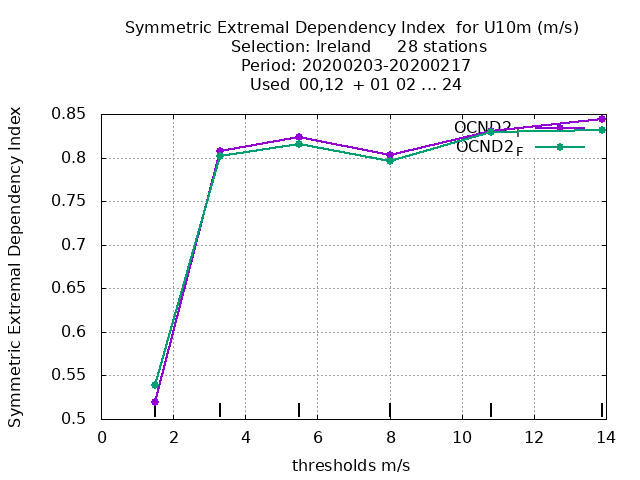 Symmetric Extremal Dependency Index for U10m (m/s)
Selection: Ireland 28 stations
Period: 20200203-20200217
Used 00,12 + 01 02 ... 24
Symmetric Extremal Dependency Index
0.85
0.8
0.75
0.7
0.65
0.6
0.55
0.5
OCND2
OCND2F
0 2 4 6 8 10 12 14
thresholds m/s